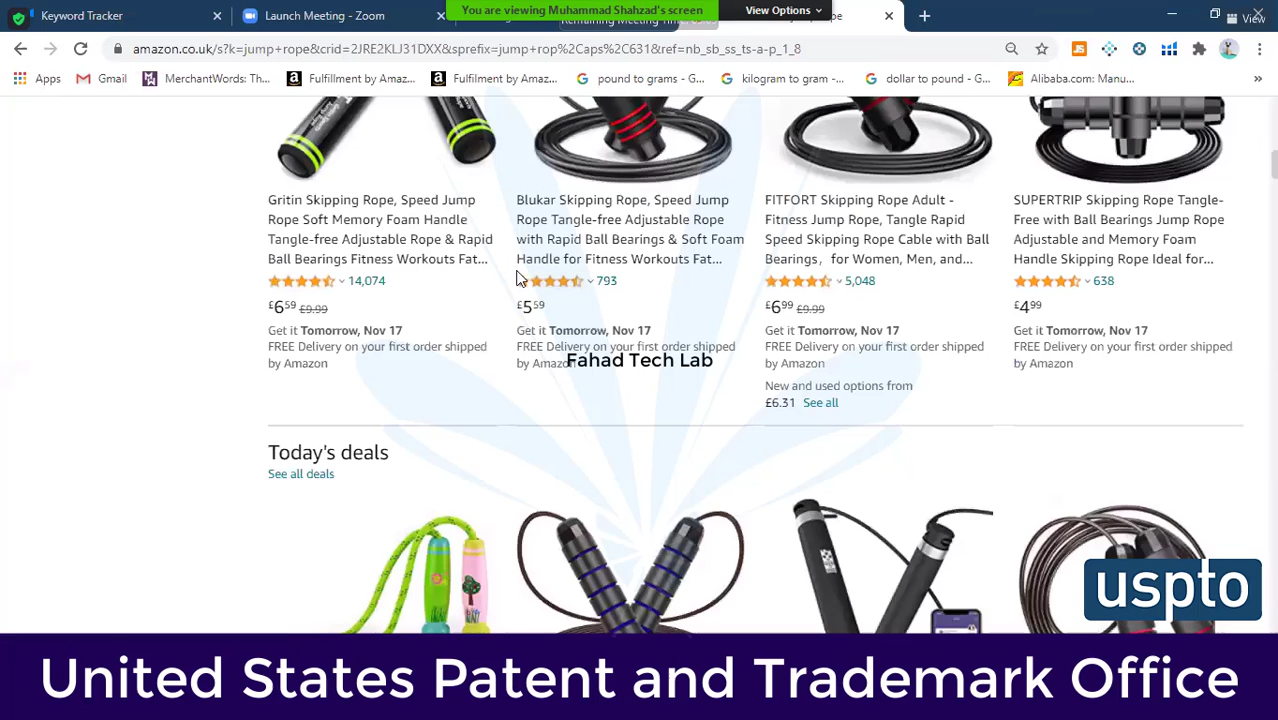 Keyword Tracker
Launch Meeting - Zoom
You are viewing Muhammad Shahzad's screen
View Options
View
amazon.co.uk/s?k=jump+rope&crid=2JRE2KLJ31DXX&sprefix=jump+rop%2Caps%2C631&ref=nb_sb_ss_ts-a-p_1_8
Apps
Gmail
MerchantWords: Th...
Fulfillment by Amaz...
Fulfilment by Amaz...
pound to grams - G...
kilogram to gram -...
dollar to pound - G...
Alibaba.com: Manu...
Gritin Skipping Rope, Speed Jump
Rope Soft Memory Foam Handle
Tangle-free Adjustable Rope & Rapid
Ball Bearings Fitness Workouts Fat...
14,074
£659 £9.99
Get it Tomorrow, Nov 17
FREE Delivery on your first order shipped
by Amazon
Blukar Skipping Rope, Speed Jump
Rope Tangle-free Adjustable Rope
with Rapid Ball Bearings & Soft Foam
Handle for Fitness Workouts Fat...
793
£559
Get it Tomorrow, Nov 17
FREE Delivery on your first order shipped
by Amazon
FITFORT Skipping Rope Adult -
Fitness Jump Rope, Tangle Rapid
Speed Skipping Rope Cable with Ball
Bearings，for Women, Men, and...
5,048
£699 £9.99
Get it Tomorrow, Nov 17
FREE Delivery on your first order shipped
by Amazon
New and used options from
£6.31 See all
SUPERTRIP Skipping Rope Tangle-
Free with Ball Bearings Jump Rope
Adjustable and Memory Foam
Handle Skipping Rope Ideal for...
638
£499
Get it Tomorrow, Nov 17
FREE Delivery on your first order shipped
by Amazon
Fahad Tech Lab
Today's deals
See all deals
uspto
United States Patent and Trademark Office